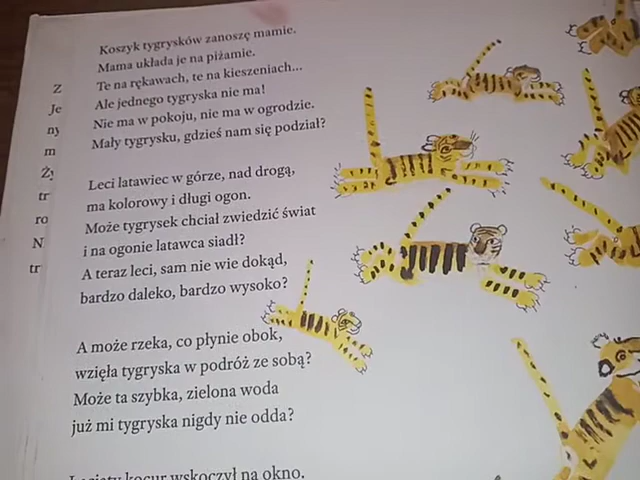 Koszyk tygrysków zanoszę mamie.
Mama układa je na piżamie.
Te na rękawach, te na kieszeniach...
Ale jednego tygryska nie ma!
Nie ma w pokoju, nie ma w ogrodzie.
Mały tygrysku, gdzieś nam się podział?
Leci latawiec w górze, nad drogą,
ma kolorowy i długi ogon.
Może tygrysek chciał zwiedzić świat
i na ogonie latawca siadł?
A teraz leci, sam nie wie dokąd,
bardzo daleko, bardzo wysoko?
A może rzeka, co płynie obok,
wzięła tygryska w podróż ze sobą?
Może ta szybka, zielona woda
już mi tygryska nigdy nie odda?
kocur wskoczył na okno.